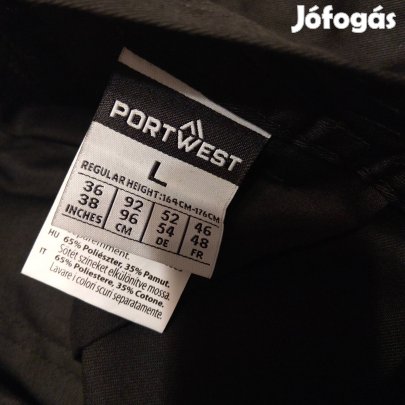 Jófogás
PORTWEST
L
REGULAR HEIGHT:164CM-176CM
36 92 52 46
38 96 54 48
INCHES CM DE FR
HU 65% Poliészter, 35% Pamut.
Sötét színeket elkülönítve mossa.
IT 65% Poliestere, 35% Cotone.
Lavare i colori scuri separatamente.